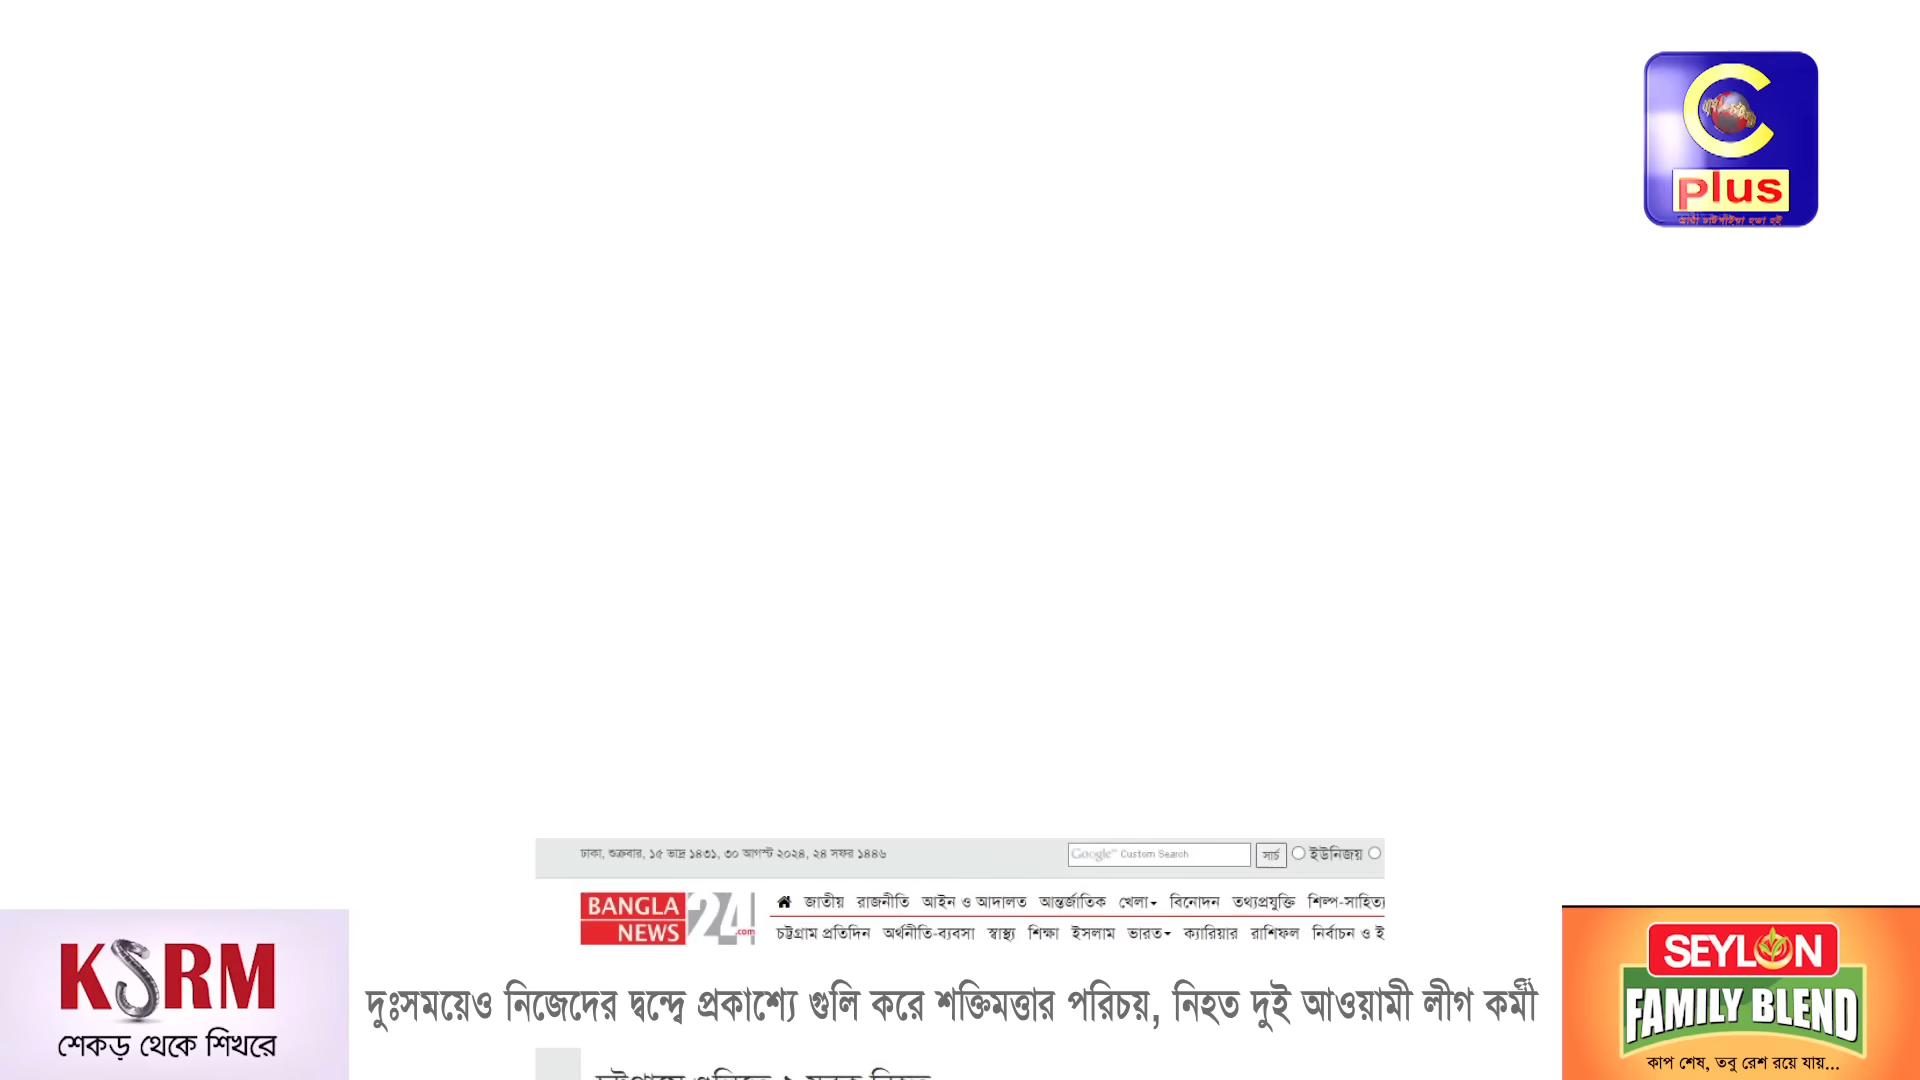 C
plus
ঢাকা, শুক্রবার, ১৫ ভাদ্র ১৪৩১, ৩০ আগস্ট ২০২৪, ২৪ সফর ১৪৪৬
Google™ Custom Search
সার্চ
ইউনিজয়
BANGLA
NEWS
24
.com
জাতীয় রাজনীতি আইন ও আদালত আন্তর্জাতিক খেলা বিনোদন তথ্যপ্রযুক্তি শিল্প-সাহিত্য
চট্টগ্রাম প্রতিদিন অর্থনীতি-ব্যবসা স্বাস্থ্য শিক্ষা ইসলাম ভারত ক্যারিয়ার রাশিফল নির্বাচন ও ই
KSRM
শেকড় থেকে শিখরে
দুঃসময়েও নিজেদের দ্বন্দ্বে প্রকাশ্যে গুলি করে শক্তিমত্তার পরিচয়, নিহত দুই আওয়ামী লীগ কর্মী
SEYLON
FAMILY BLEND
কাপ শেষ, তবু রেশ রয়ে যায়...